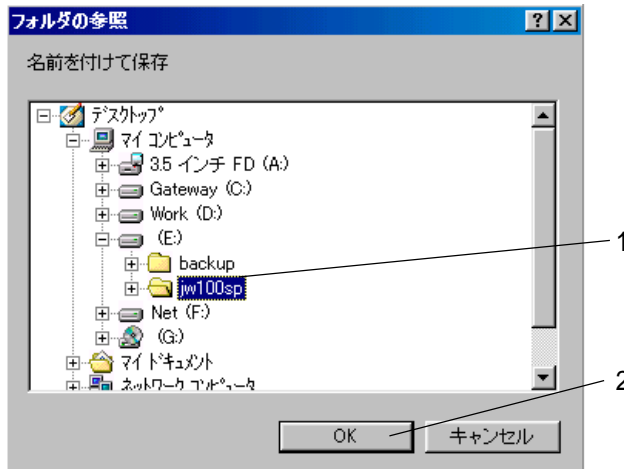 フォルダの参照
名前を付けて保存
デスクトップ
マイ コンピュータ
3.5 インチ FD (A:)
Gateway (C:)
Work (D:)
(E:)
1
backup
jw100sp
Net (F:)
(G:)
マイ ドキュメント
ネットワーク コンピュータ
2
OK
キャンセル